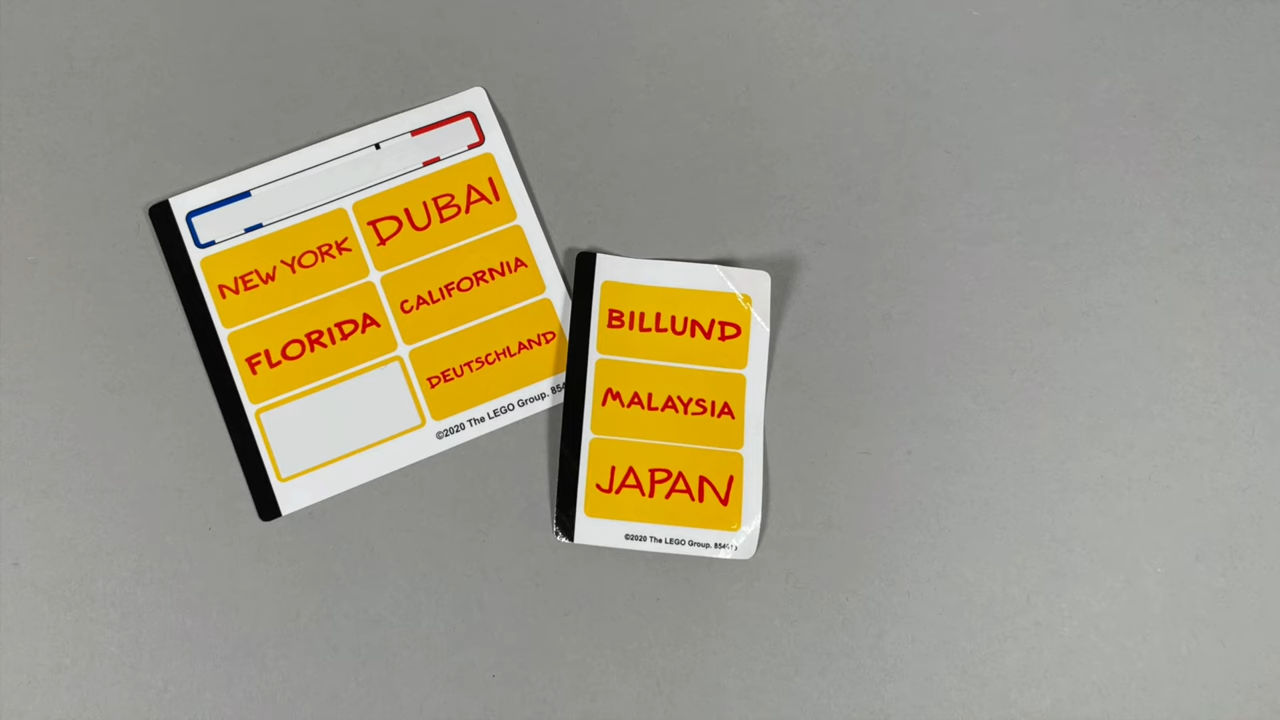 DUBAI
NEW YORK
CALIFORNIA
FLORIDA
DEUTSCHLAND
©2020 The LEGO Group.
BILLUND
MALAYSIA
JAPAN
©2020 The LEGO Group.